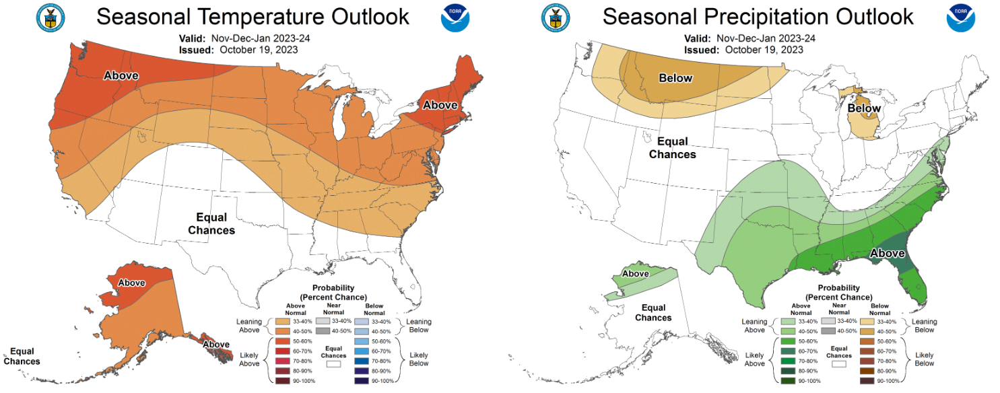 Seasonal Temperature Outlook
NOAA
Valid: Nov-Dec-Jan 2023-24
Issued: October 19, 2023
Above
Above
Equal
Chances
Above
Above
Equal
Chances
Probability
(Percent Chance)
Above
Normal
Near
Normal
Below
Normal
Leaning
Above
33-40%
40-50%
33-40%
40-50%
33-40%
40-50%
Leaning
Below
Likely
Above
50-60%
60-70%
70-80%
80-90%
90-100%
Equal
Chances
50-60%
60-70%
70-80%
80-90%
90-100%
Likely
Below
Seasonal Precipitation Outlook
NOAA
Valid: Nov-Dec-Jan 2023-24
Issued: October 19, 2023
Below
Below
Equal
Chances
Above
Above
Equal
Chances
Probability
(Percent Chance)
Above
Normal
Near
Normal
Below
Normal
Leaning
Above
33-40%
40-50%
33-40%
40-50%
33-40%
40-50%
Leaning
Below
Likely
Above
50-60%
60-70%
70-80%
80-90%
90-100%
Equal
Chances
50-60%
60-70%
70-80%
80-90%
90-100%
Likely
Below